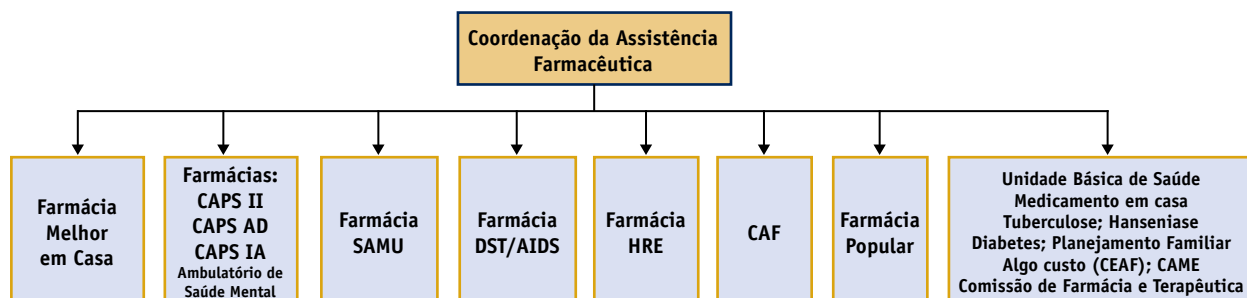 Coordenação da Assistência
Farmacêutica
Farmácia
Melhor
em Casa
Farmácias:
CAPS II
CAPS AD
CAPS IA
Ambulatório de
Saúde Mental
Farmácia
SAMU
Farmácia
DST/AIDS
Farmácia
HRE
CAF
Farmácia
Popular
Unidade Básica de Saúde
Medicamento em casa
Tuberculose; Hanseniase
Diabetes; Planejamento Familiar
Algo custo (CEAF); CAME
Comissão de Farmácia e Terapêutica